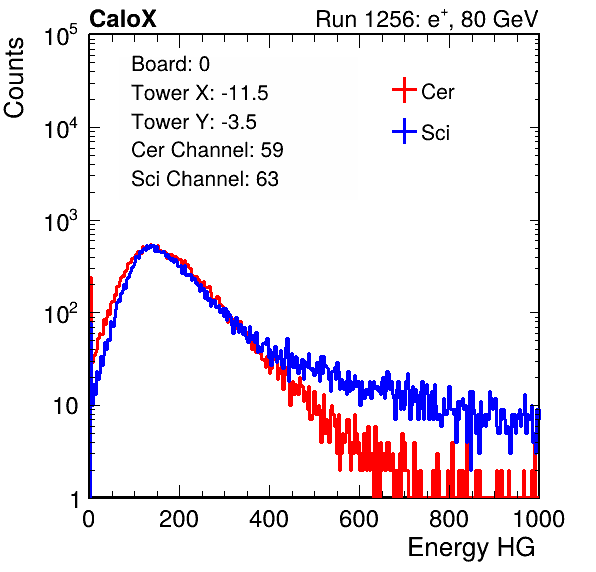 CaloX Run 1256: e⁺, 80 GeV
Board: 0
Tower X: -11.5
Tower Y: -3.5
Cer Channel: 59
Sci Channel: 63
Cer
Sci
Counts
10⁵
10⁴
10³
10²
10
1
0 200 400 600 800 1000
Energy HG